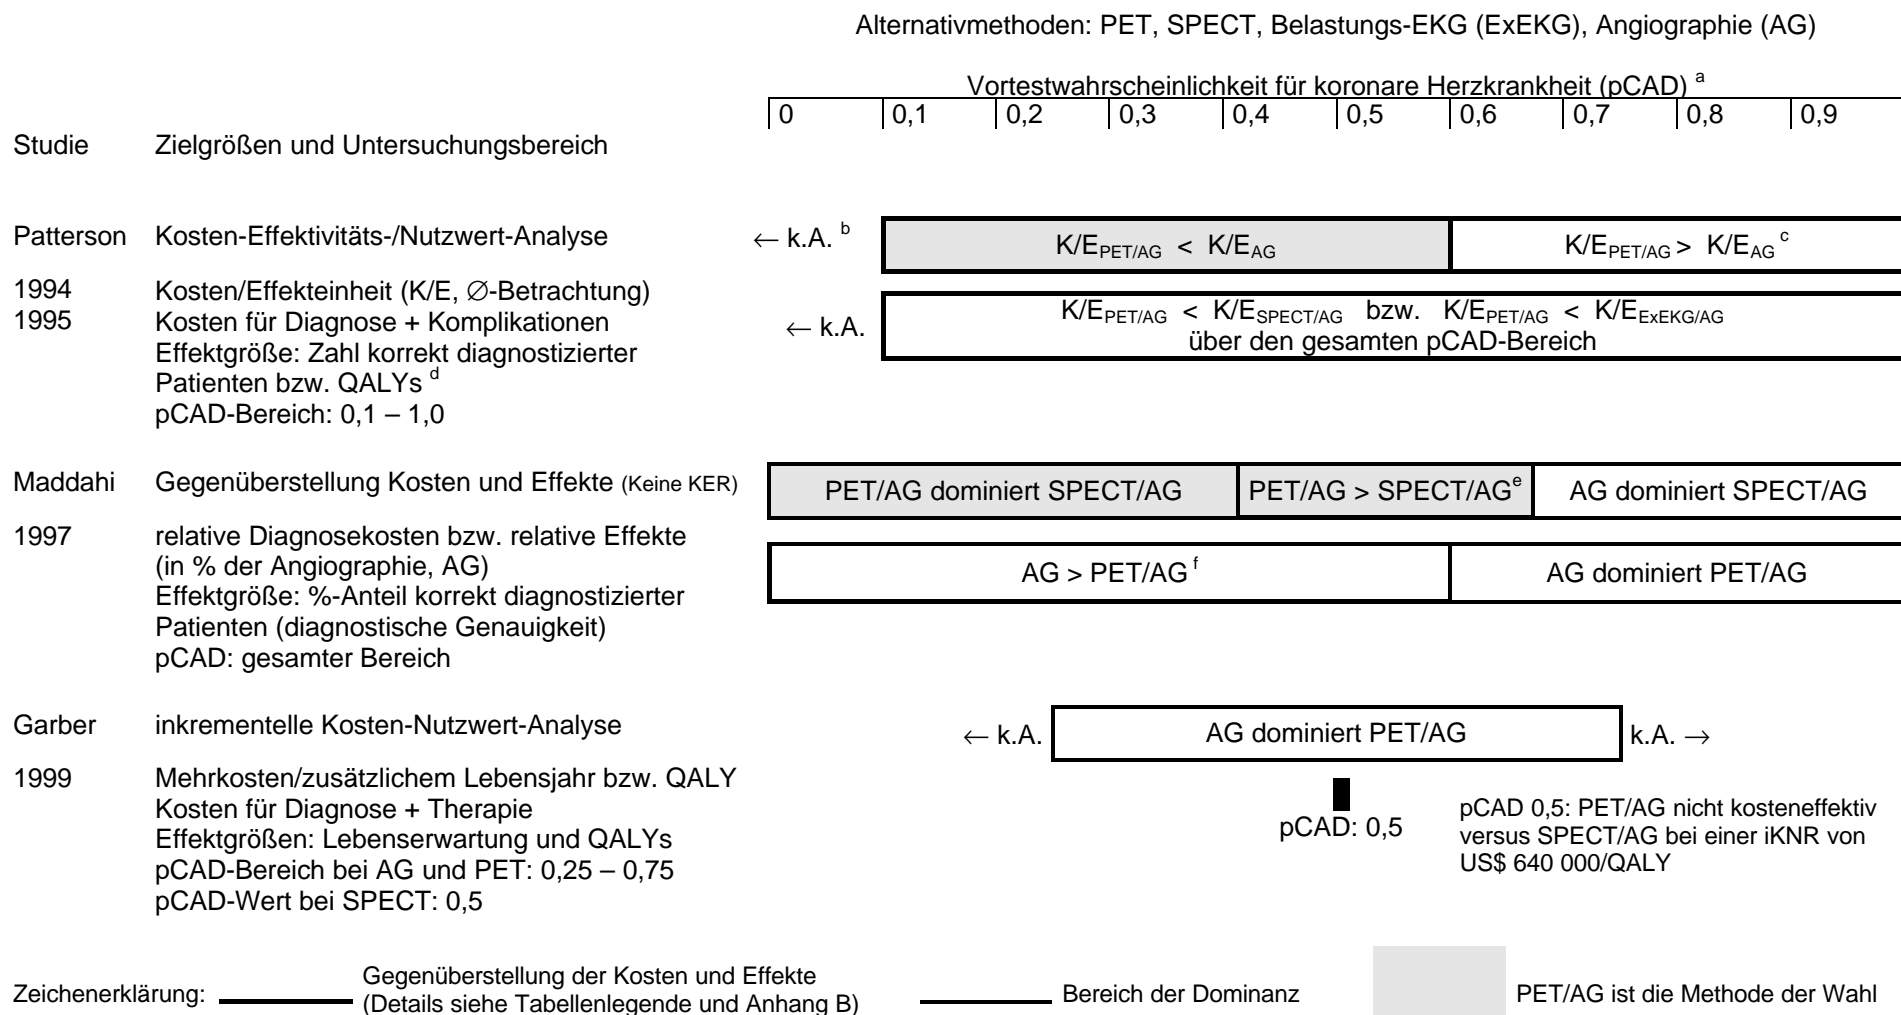 Alternativmethoden: PET, SPECT, Belastungs-EKG (ExEKG), Angiographie (AG)
Vortestwahrscheinlichkeit für koronare Herzkrankheit (pCAD) a
0 0,1 0,2 0,3 0,4 0,5 0,6 0,7 0,8 0,9
Studie Zielgrößen und Untersuchungsbereich
Patterson Kosten-Effektivitäts-/Nutzwert-Analyse ← k.A. b K/E PET/AG < K/E AG K/E PET/AG > K/E AG c
1994 Kosten/Effekteinheit (K/E, ∅-Betrachtung)
1995 Kosten für Diagnose + Komplikationen
Effektgröße: Zahl korrekt diagnostizierter
Patienten bzw. QALYs d
pCAD-Bereich: 0,1 – 1,0
← k.A. K/E PET/AG < K/E SPECT/AG bzw. K/E PET/AG < K/E ExEKG/AG
über den gesamten pCAD-Bereich
Maddahi Gegenüberstellung Kosten und Effekte (Keine KER) PET/AG dominiert SPECT/AG PET/AG > SPECT/AG e AG dominiert SPECT/AG
1997 relative Diagnosekosten bzw. relative Effekte
(in % der Angiographie, AG)
Effektgröße: %-Anteil korrekt diagnostizierter
Patienten (diagnostische Genauigkeit)
pCAD: gesamter Bereich
AG > PET/AG f AG dominiert PET/AG
Garber inkrementelle Kosten-Nutzwert-Analyse ← k.A. AG dominiert PET/AG k.A. →
1999 Mehrkosten/zusätzlichem Lebensjahr bzw. QALY
Kosten für Diagnose + Therapie
Effektgrößen: Lebenserwartung und QALYs
pCAD-Bereich bei AG und PET: 0,25 – 0,75
pCAD-Wert bei SPECT: 0,5
pCAD: 0,5
pCAD 0,5: PET/AG nicht kosteneffektiv
versus SPECT/AG bei einer iKNR von
US$ 640 000/QALY
Zeichenerklärung: Gegenüberstellung der Kosten und Effekte
(Details siehe Tabellenlegende und Anhang B)
Bereich der Dominanz
PET/AG ist die Methode der Wahl